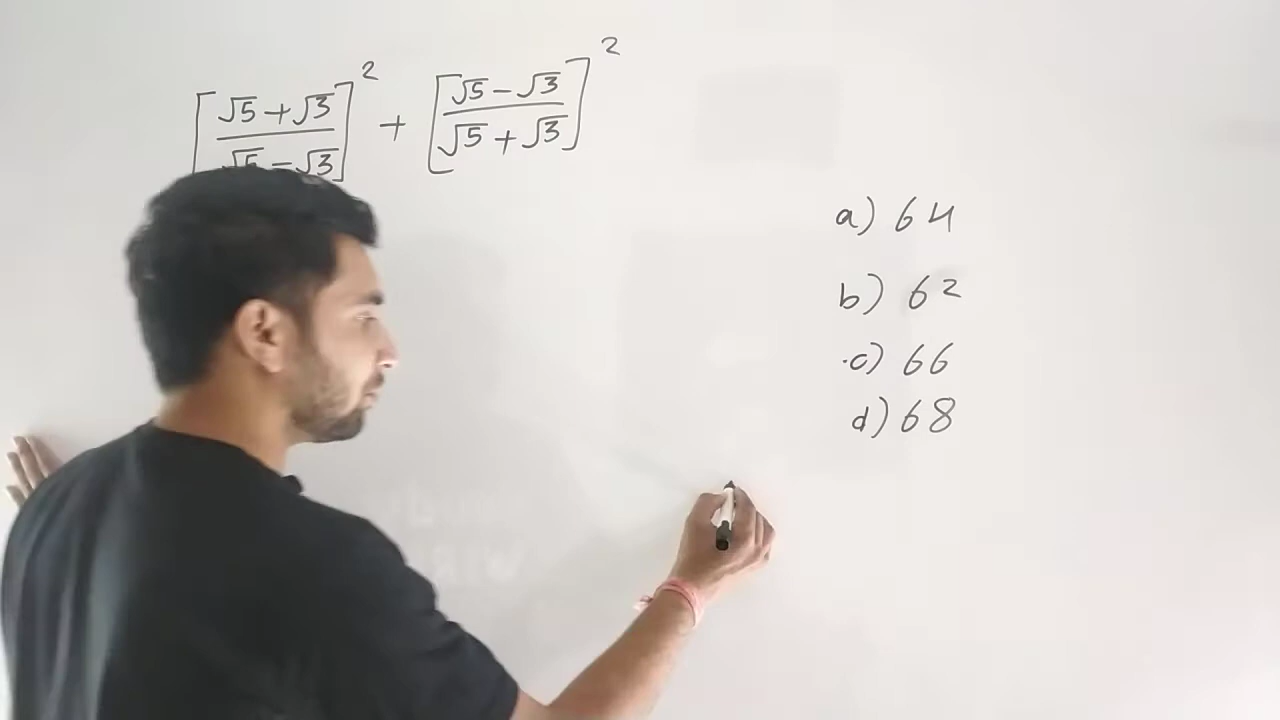 [(√5+√3)/(√5-√3)]² + [(√5-√3)/(√5+√3)]²
a) 64
b) 62
c) 66
d) 68